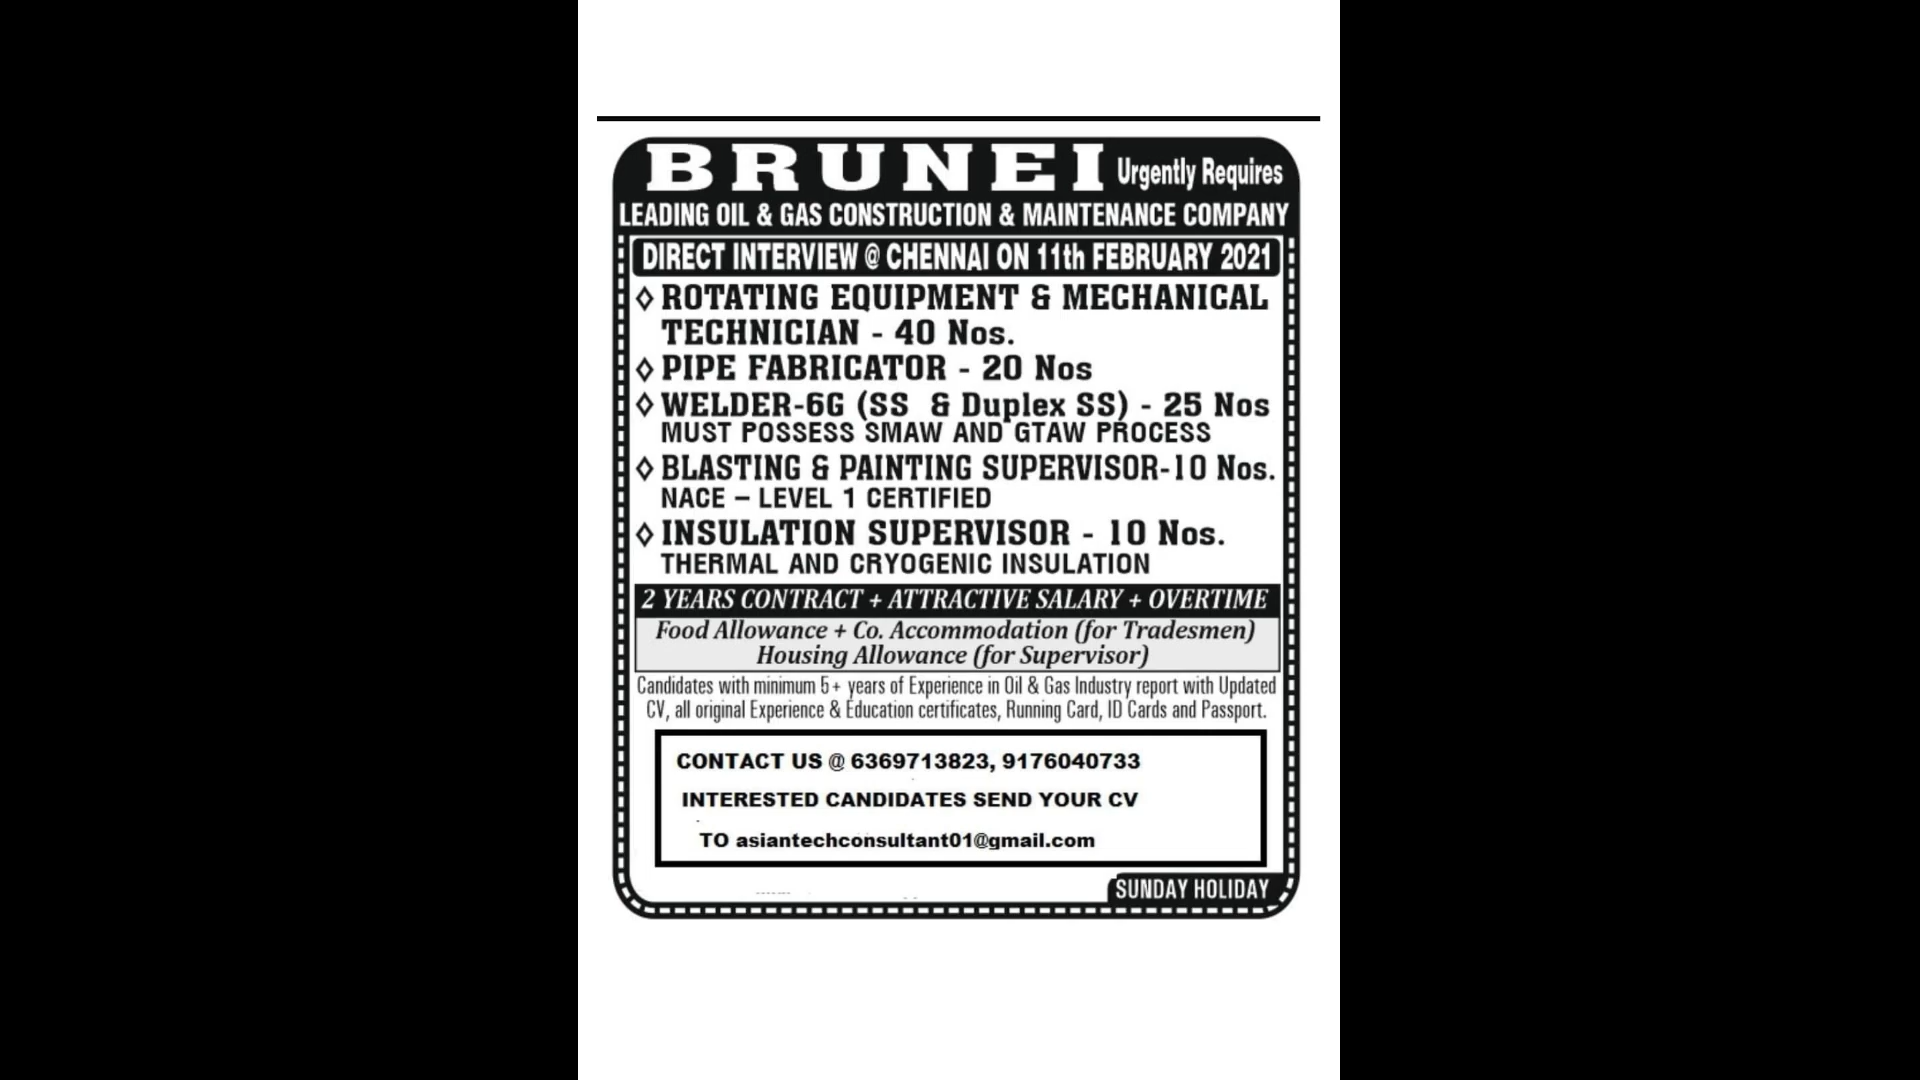 BRUNEI Urgently Requires
LEADING OIL & GAS CONSTRUCTION & MAINTENANCE COMPANY
DIRECT INTERVIEW @ CHENNAI ON 11th FEBRUARY 2021
◊ ROTATING EQUIPMENT & MECHANICAL
TECHNICIAN - 40 Nos.
◊ PIPE FABRICATOR - 20 Nos
◊ WELDER-6G (SS & Duplex SS) - 25 Nos
MUST POSSESS SMAW AND GTAW PROCESS
◊ BLASTING & PAINTING SUPERVISOR-10 Nos.
NACE – LEVEL 1 CERTIFIED
◊ INSULATION SUPERVISOR - 10 Nos.
THERMAL AND CRYOGENIC INSULATION
2 YEARS CONTRACT + ATTRACTIVE SALARY + OVERTIME
Food Allowance + Co. Accommodation (for Tradesmen)
Housing Allowance (for Supervisor)
Candidates with minimum 5+ years of Experience in Oil & Gas Industry report with Updated
CV, all original Experience & Education certificates, Running Card, ID Cards and Passport.
CONTACT US @ 6369713823, 9176040733
INTERESTED CANDIDATES SEND YOUR CV
TO asiantechconsultant01@gmail.com
SUNDAY HOLIDAY